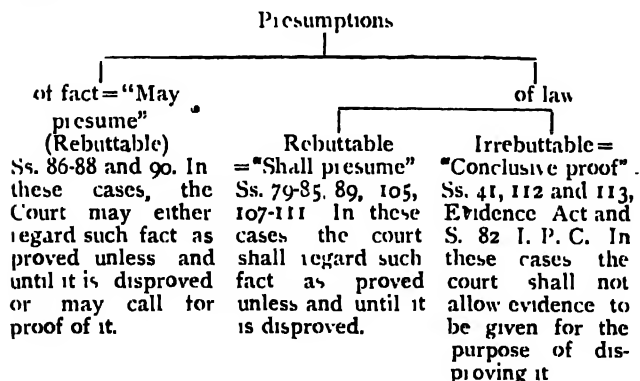 Presumptions
of fact="May
presume"
(Rebuttable)
Ss. 86-88 and 90. In
these cases, the
Court may either
regard such fact as
proved unless and
until it is disproved
or may call for
proof of it.
of law
Rebuttable
="Shall presume"
Ss. 79-85, 89, 105,
107-111 In these
cases the court
shall regard such
fact as proved
unless and until it
is disproved.
Irrebuttable=
"Conclusive proof".
Ss. 41, 112 and 113,
Evidence Act and
S. 82 I. P. C. In
these cases the
court shall not
allow evidence to
be given for the
purpose of dis-
proving it